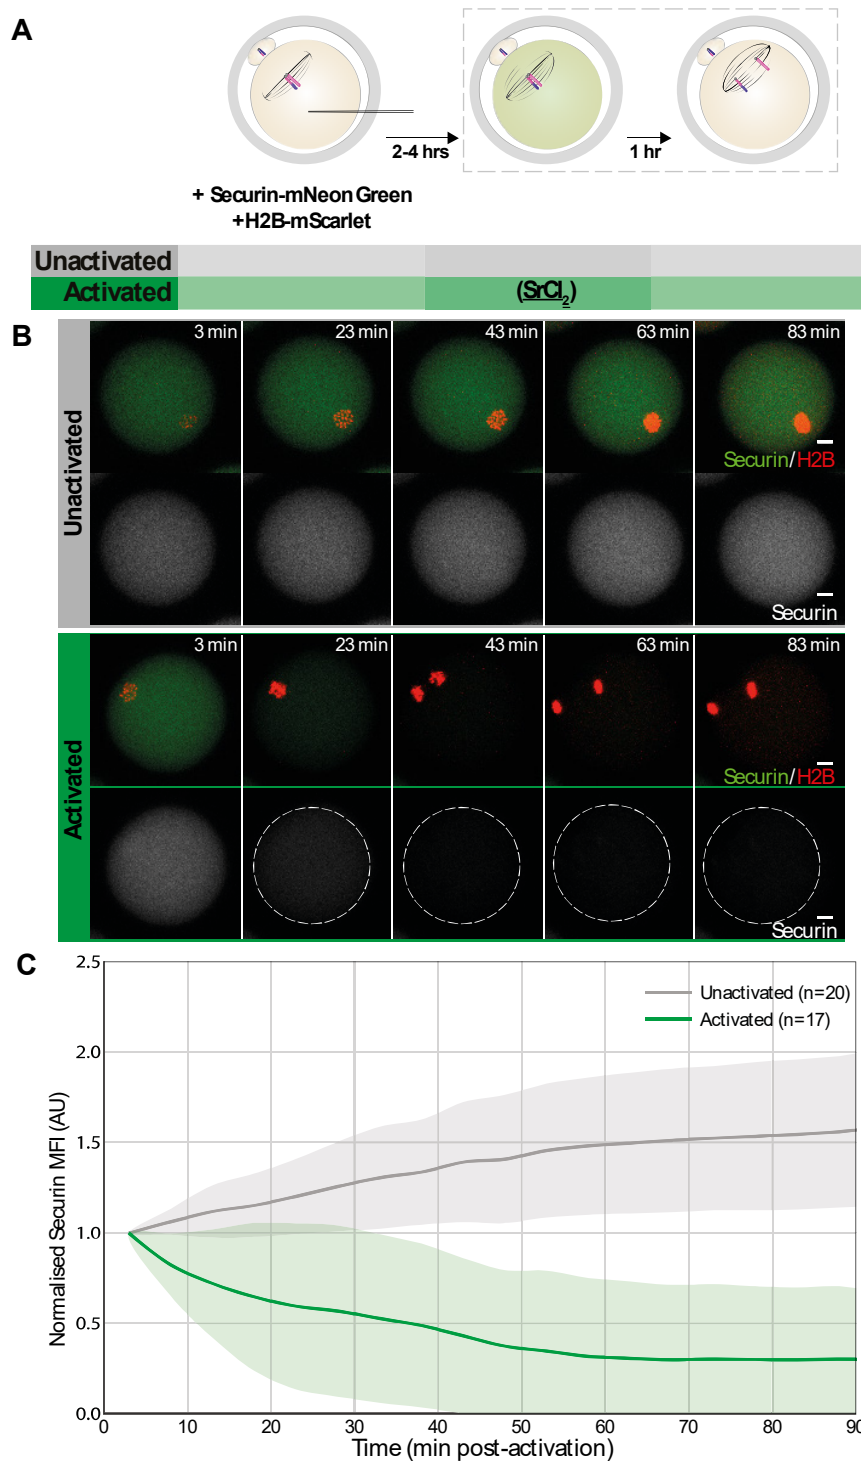 A
2-4 hrs
1 hr
+ Securin-mNeon Green
+H2B-mScarlet
Unactivated
Activated
(SrCl2)
B
Unactivated
3 min
23 min
43 min
63 min
83 min
Securin/H2B
Securin
Activated
3 min
23 min
43 min
63 min
83 min
Securin/H2B
Securin
C
Normalised Securin MFI (AU)
2.5
2.0
1.5
1.0
0.5
0.0
Unactivated (n=20)
Activated (n=17)
0 10 20 30 40 50 60 70 80 90
Time (min post-activation)